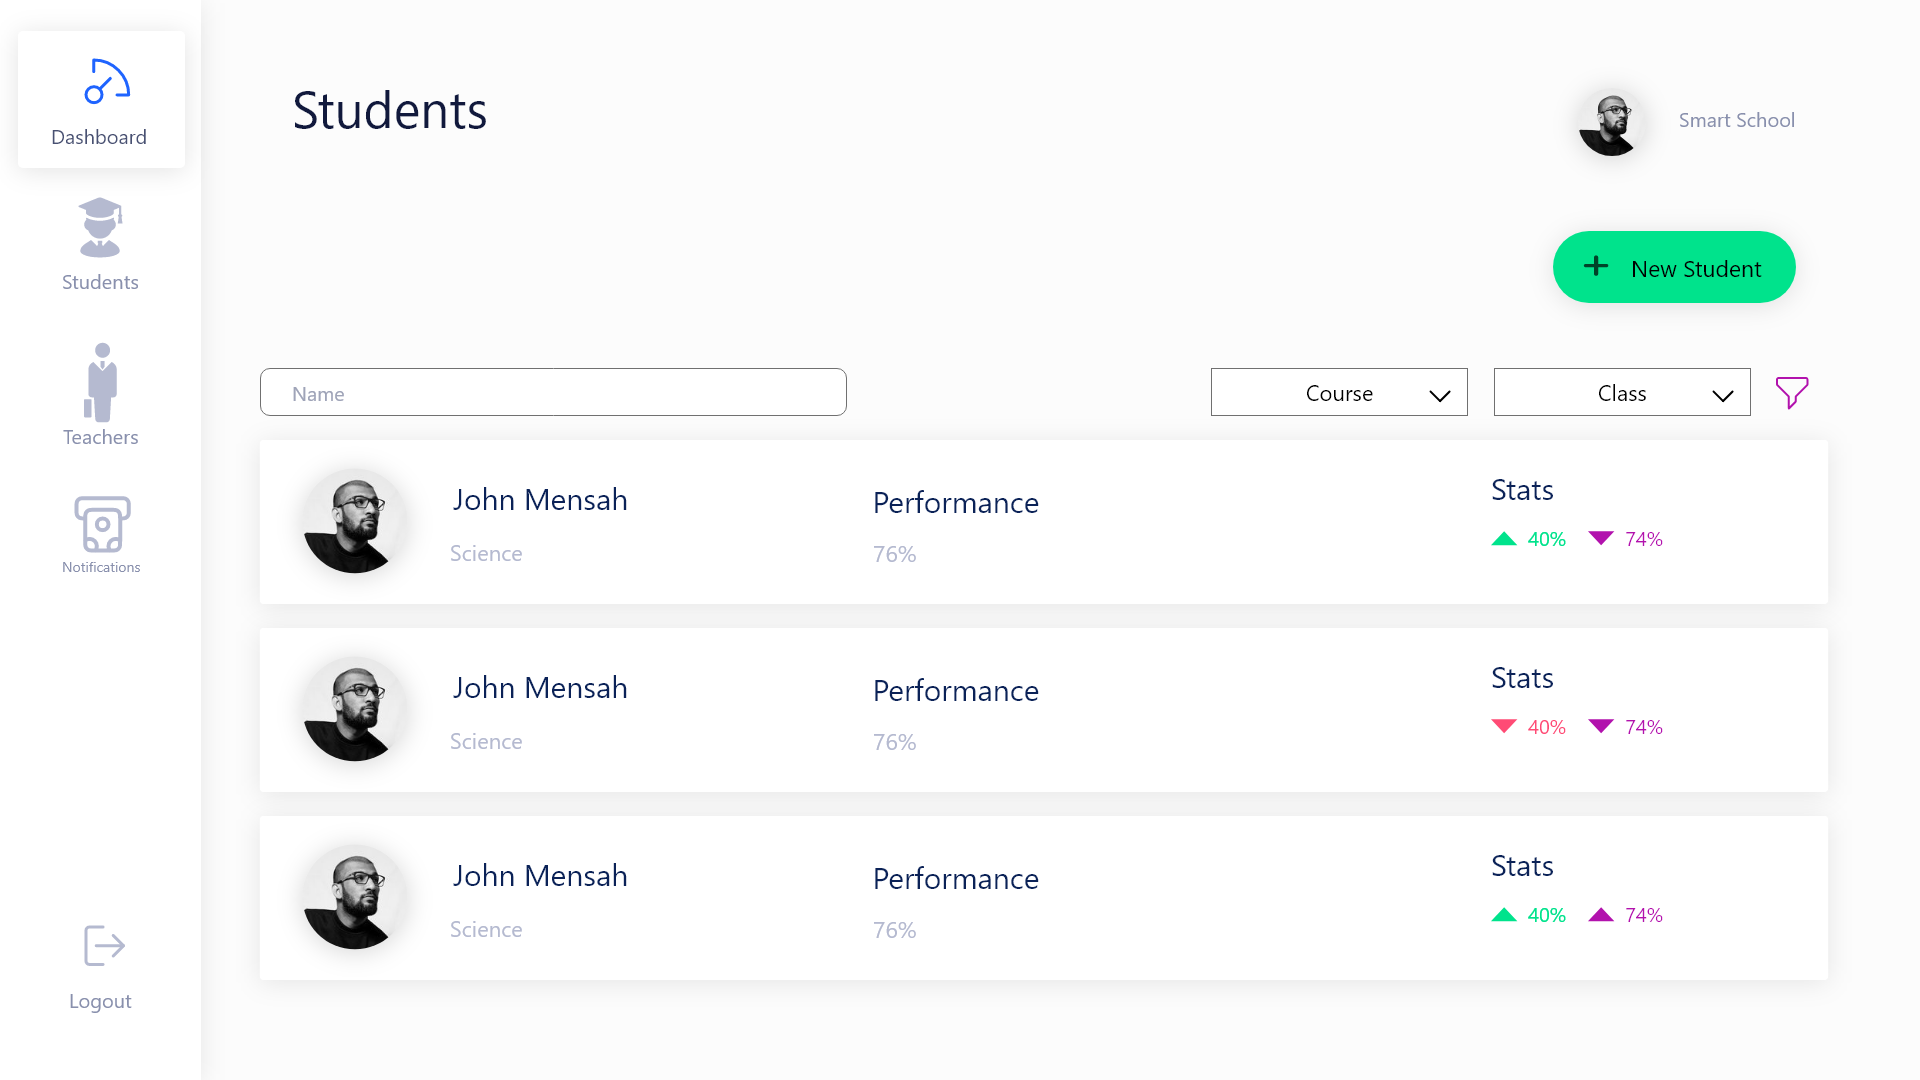 Dashboard
Students
Teachers
Notifications
Logout
Students
Smart School
New Student
Name
Course
Class
John Mensah
Science
Performance
76%
Stats
40% 74%
John Mensah
Science
Performance
76%
Stats
40% 74%
John Mensah
Science
Performance
76%
Stats
40% 74%